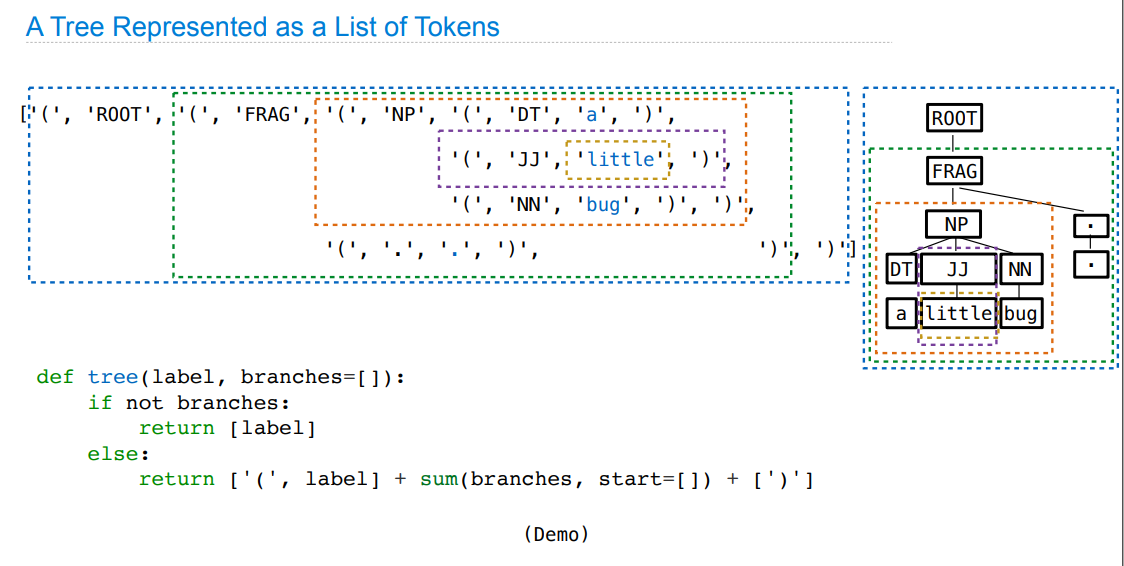 A Tree Represented as a List of Tokens
['(', 'ROOT', '(', 'FRAG', '(', 'NP', '(', 'DT', 'a', ')',
'(', 'JJ', 'little', ')',
'(', 'NN', 'bug', ')', ')',
'(', '.', '.', ')', ')', ')']
ROOT
FRAG
NP .
DT JJ NN .
a little bug
def tree(label, branches=[]):
if not branches:
return [label]
else:
return ['(', label] + sum(branches, start=[]) + [')']
(Demo)